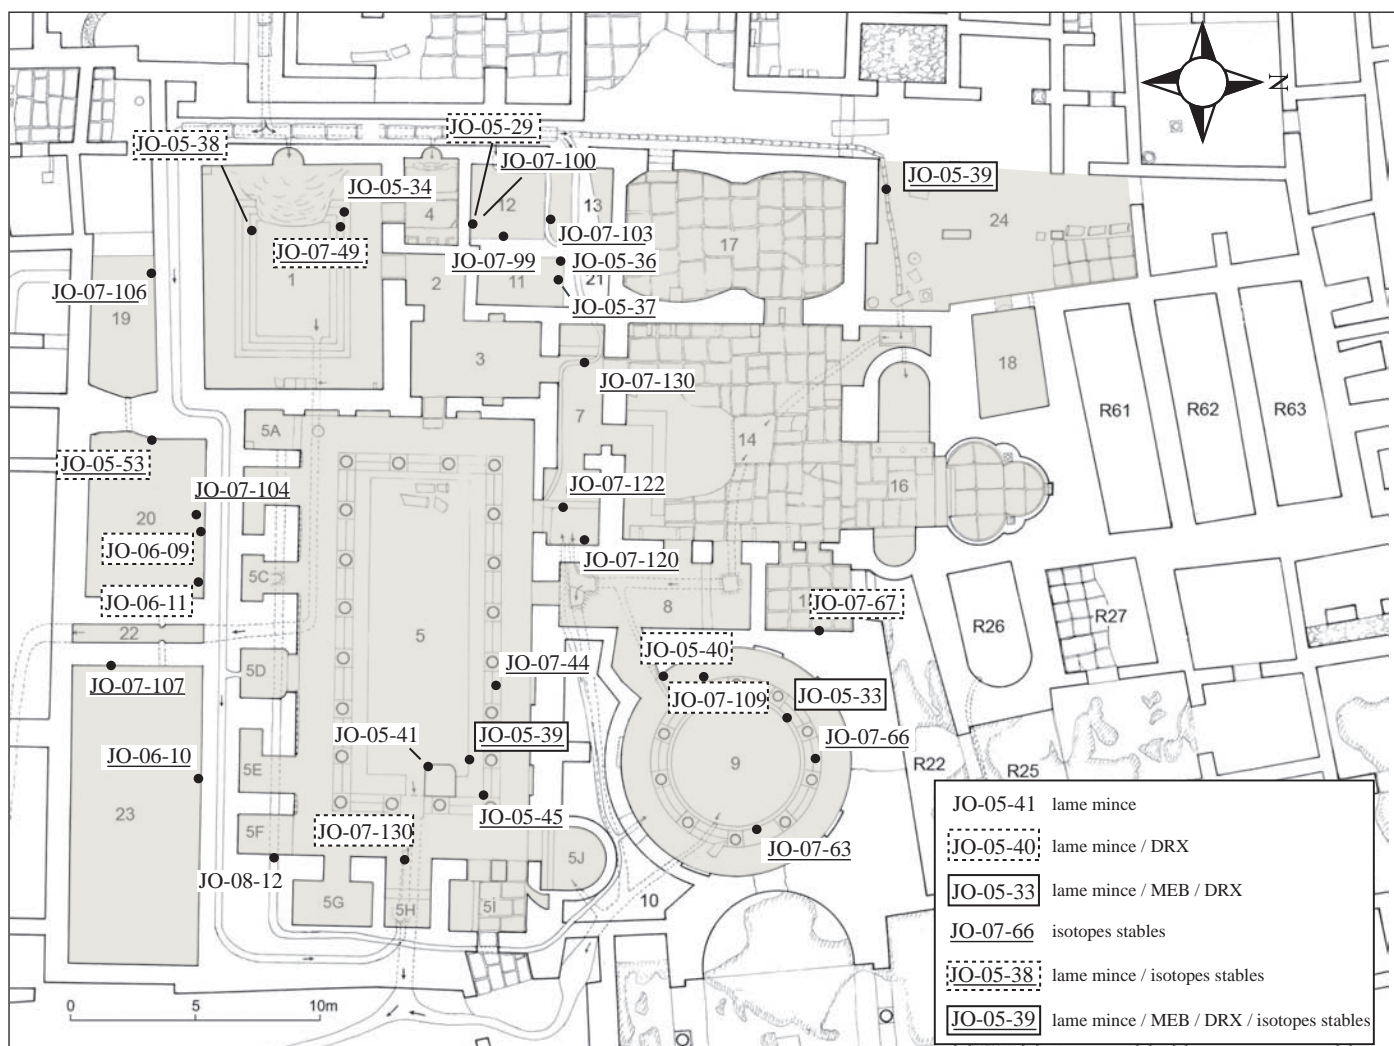 N
JO-05-29
JO-05-38
JO-07-100
JO-05-39
JO-05-34
4
12
13
24
17
JO-07-103
JO-07-49
JO-07-99
JO-05-36
1
2
11
21
JO-07-106
JO-05-37
19
3
18
JO-07-130
R61
R62
R63
5A
7
14
JO-05-53
JO-07-104
JO-07-122
16
20
JO-06-09
JO-07-120
5C
JO-06-11
8
JO-07-67
22
5
R26
R27
JO-05-40
5D
JO-07-44
JO-07-107
JO-07-109
JO-05-33
JO-05-41
JO-05-39
JO-07-66
JO-06-10
9
5E
R22
R25
JO-05-45
23
5F
JO-07-130
JO-07-63
5J
JO-08-12
5G
5H
5I
10
0 5 10m
JO-05-41 lame mince
JO-05-40 lame mince / DRX
JO-05-33 lame mince / MEB / DRX
JO-07-66 isotopes stables
JO-05-38 lame mince / isotopes stables
JO-05-39 lame mince / MEB / DRX / isotopes stables